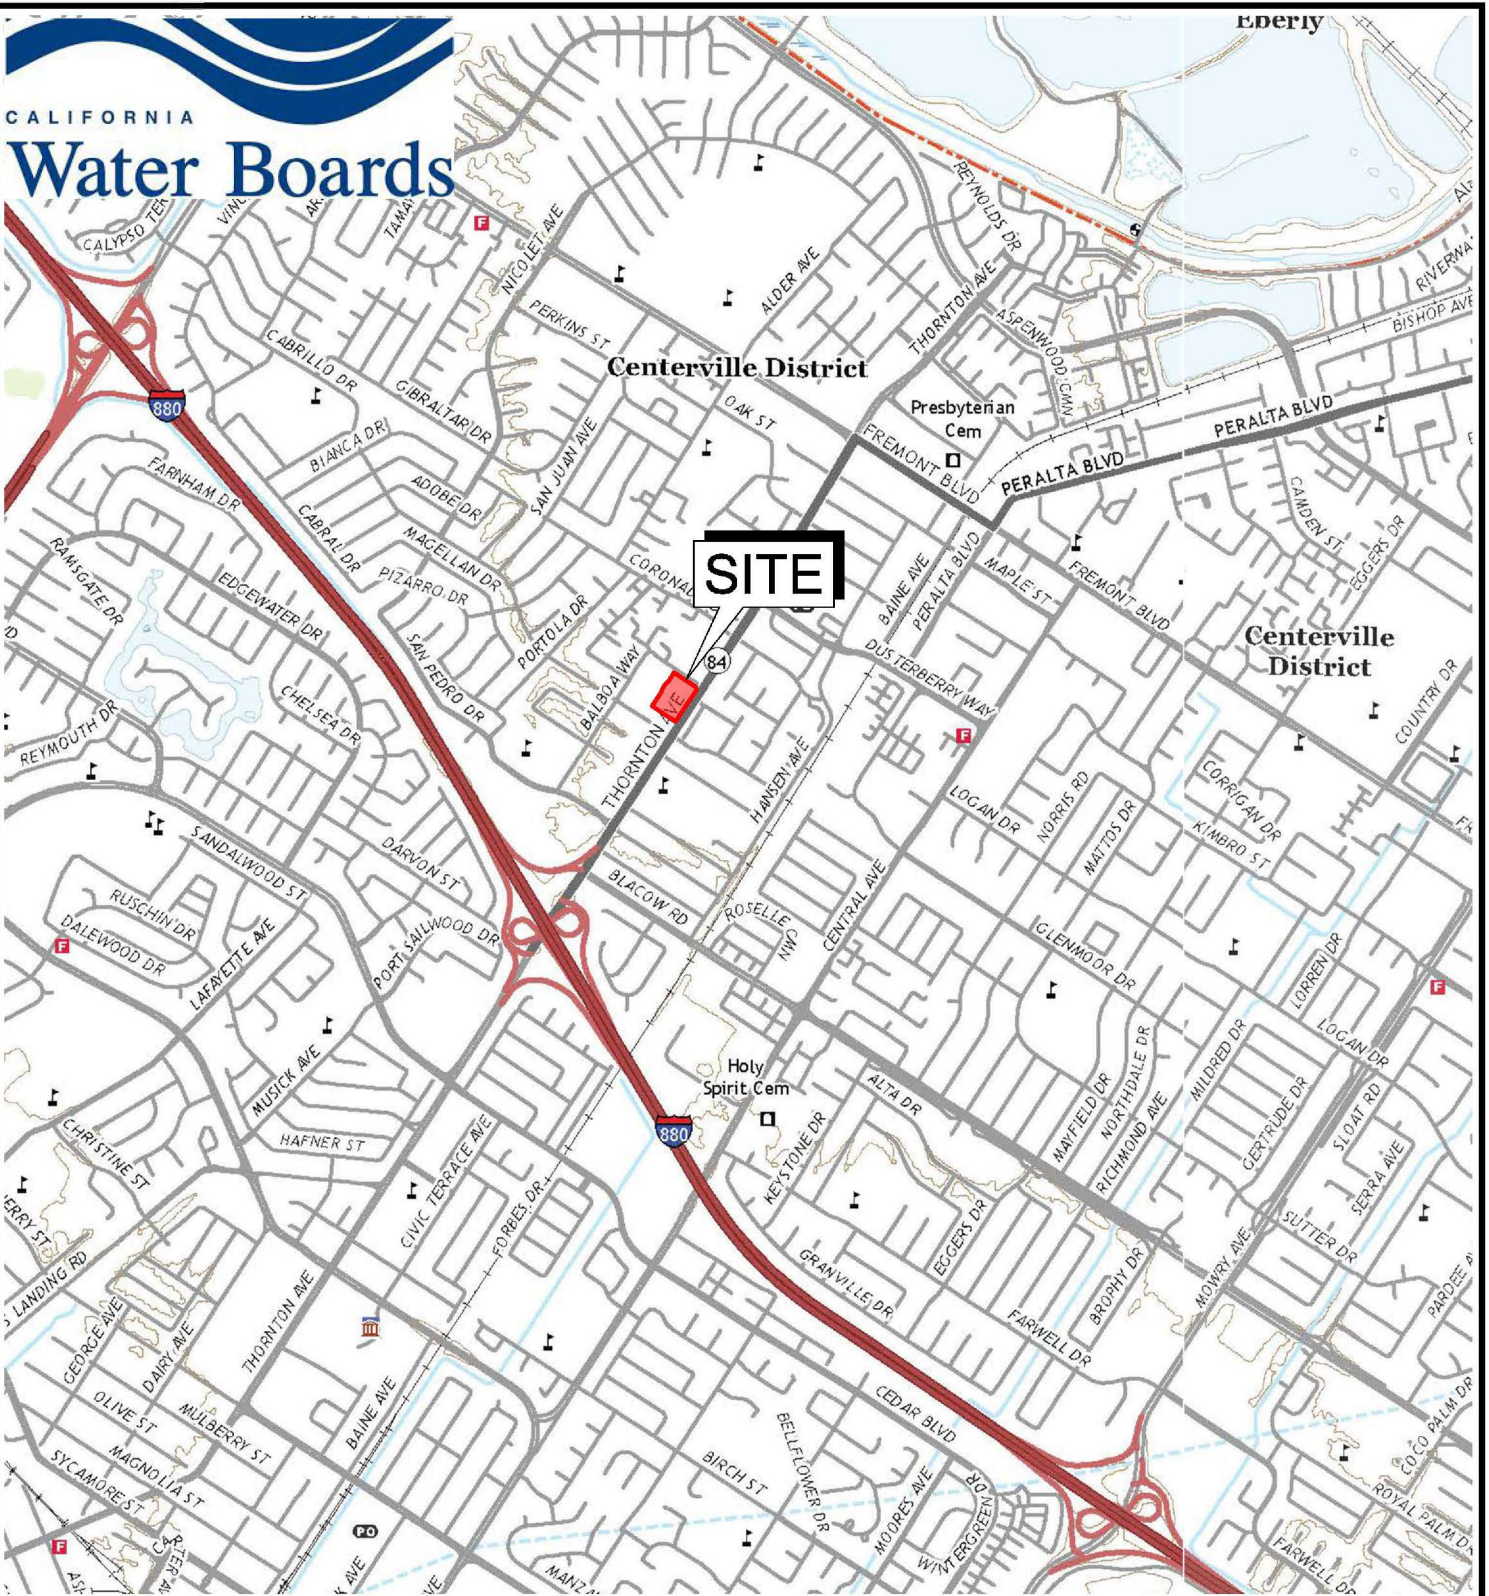 Eberly
CALIFORNIA
Water Boards
CALYPSO TER
NICOLET AVE
REYNOLDS DR
ALDER AVE
THORNTON AVE
PERKINS ST
ASPENWOOD CMN
BISHOP AVE
CABRILLO DR
Centerville District
880
GIBRALTAR DR
OAK ST
Presbyterian
Cem
PERALTA BLVD
BIANCA DR
SAN JUAN AVE
FREMONT BLVD
PERALTA BLVD
FARNHAM DR
ADOBE DR
CAMDEN ST
CABRAL DR
MAGELLAN DR
EGGERS DR
RAMSGATE DR
SITE
BAINE AVE
PERALTA BLVD
MAPLE ST
FREMONT BLVD
PIZARRO DR
EDGEWATER DR
PORTOLA DR
Centerville
District
SAN PEDRO DR
BALBOA WAY
84
DUSTERBERRY WAY
COUNTRY DR
CHELSEA DR
REYMOUTH DR
F
THORNTON AVE
HANSEN AVE
LOGAN DR
NORRIS RD
MATTOS DR
CORRIGAN DR
KIMBRO ST
SANDALWOOD ST
DARVON ST
BLACOW RD
ROSELLE CMN
CENTRAL AVE
RUSCHIN DR
DALEWOOD DR
LAFAYETTE AVE
PORT SAILWOOD DR
GLENMOOR DR
LORREN DR
LOGAN DR
MUSICK AVE
Holy
Spirit Cem
ALTA DR
MAYFIELD DR
NORTHDALE DR
RICHMOND AVE
MILDRED DR
GERTRUDE DR
SLOAT RD
SERRA AVE
CHRISTINE ST
HAFNER ST
880
KEYSTONE DR
CIVIC TERRACE AVE
FORBES DR
EGGERS DR
SUTTER DR
GRANVILLE DR
BROPHY DR
MOWRY AVE
FARWELL DR
THORNTON AVE
GEORGE AVE
DAIRY AVE
CEDAR BLVD
OLIVE ST
MULBERRY ST
BAINE AVE
COCO PALM DR
MAGNOLIA ST
SYCAMORE ST
BIRCH ST
BELLFLOWER DR
MOORES AVE
WINTERGREEN DR
ROYAL PALM DR
PO
FARWELL DR